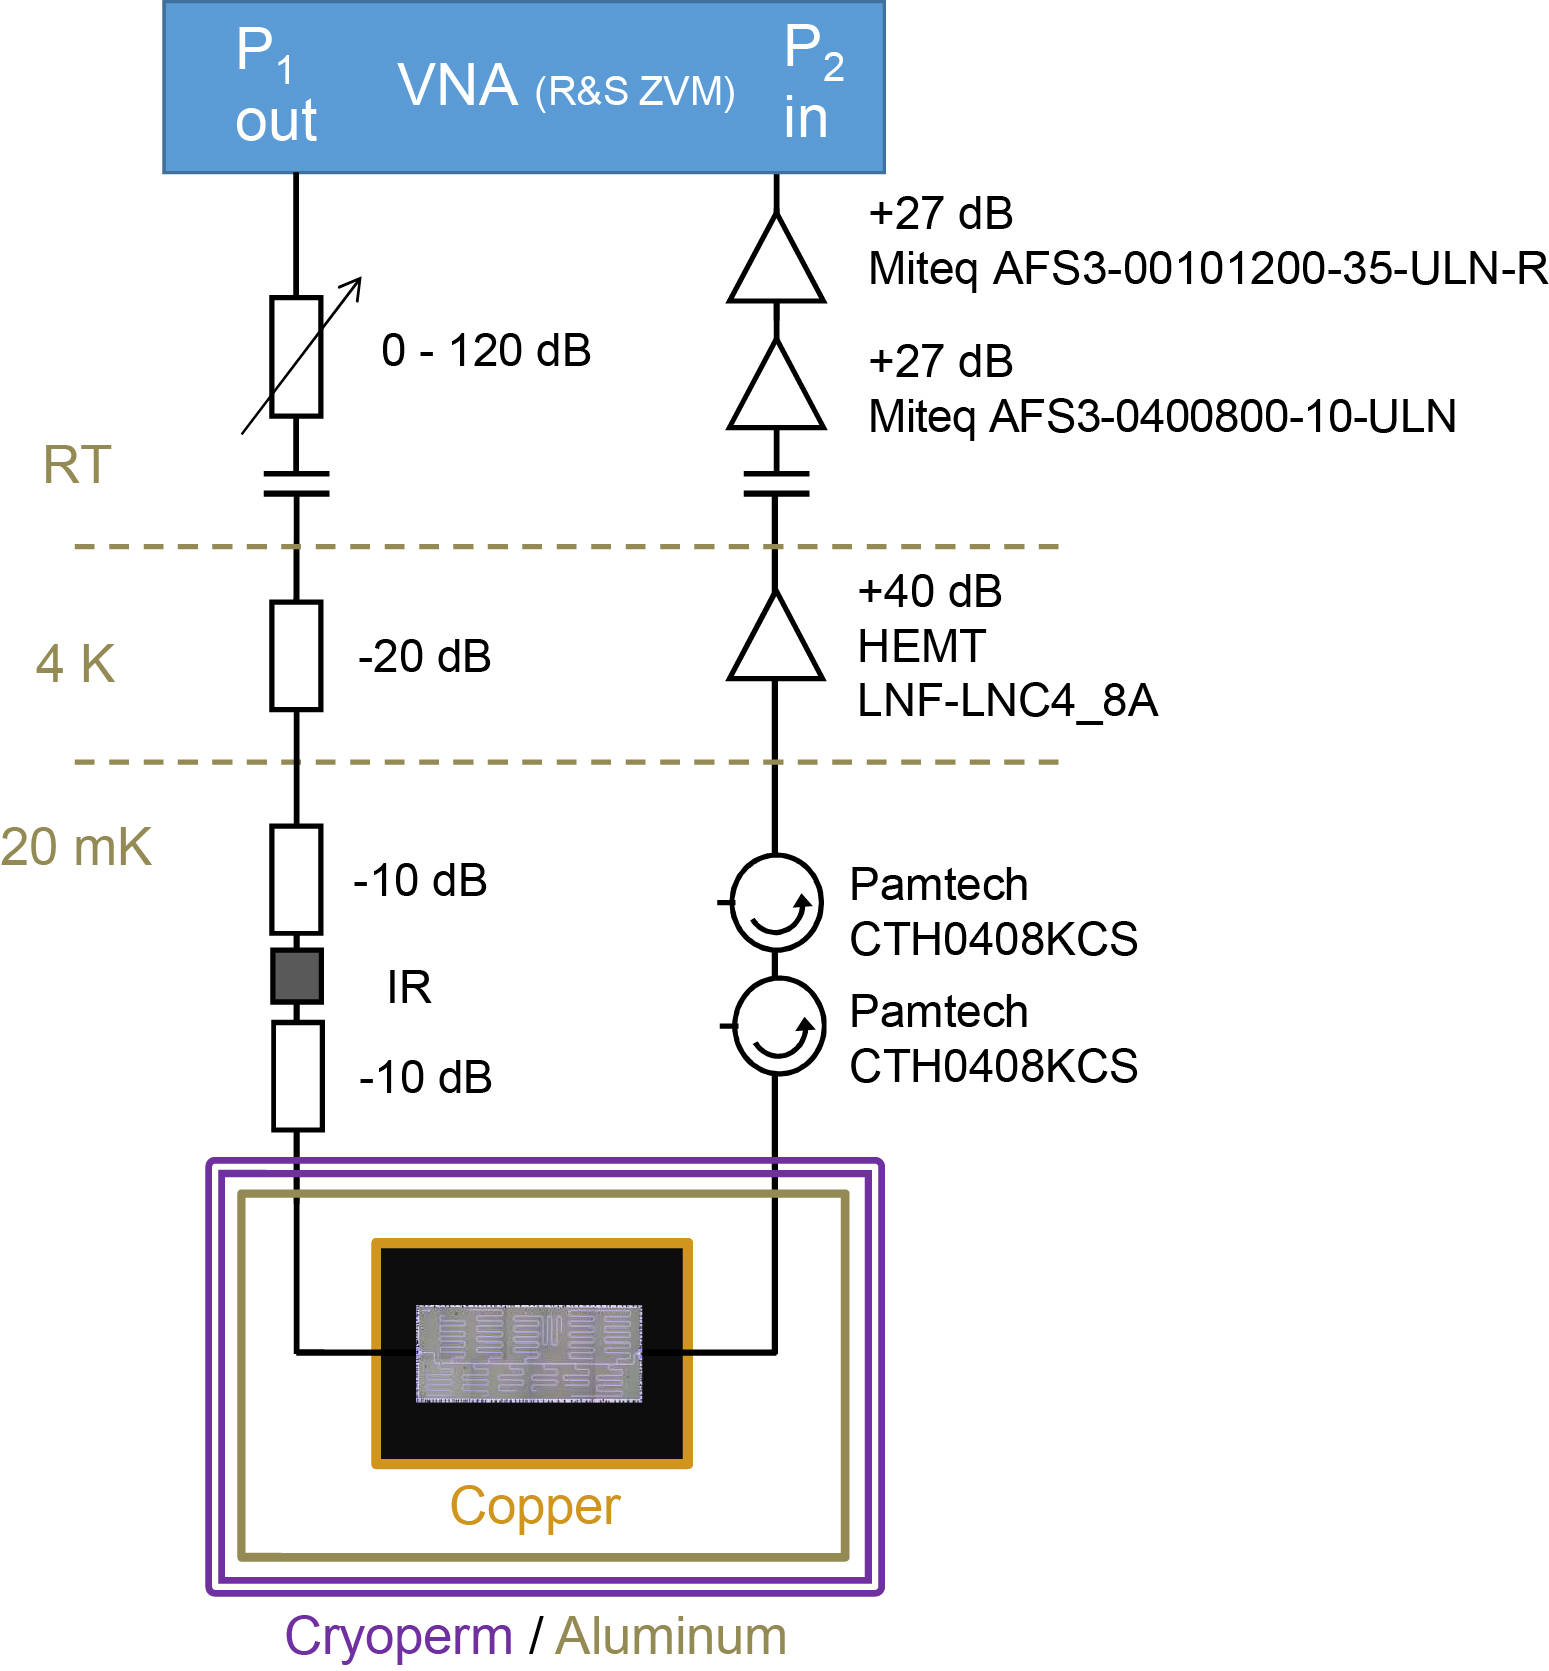 P1 out
VNA (R&S ZVM)
P2 in
+27 dB
Miteq AFS3-00101200-35-ULN-R
0 - 120 dB
+27 dB
Miteq AFS3-0400800-10-ULN
RT
+40 dB
HEMT
LNF-LNC4_8A
4 K
-20 dB
20 mK
-10 dB
Pamtech
CTH0408KCS
IR
Pamtech
CTH0408KCS
-10 dB
Copper
Cryoperm / Aluminum